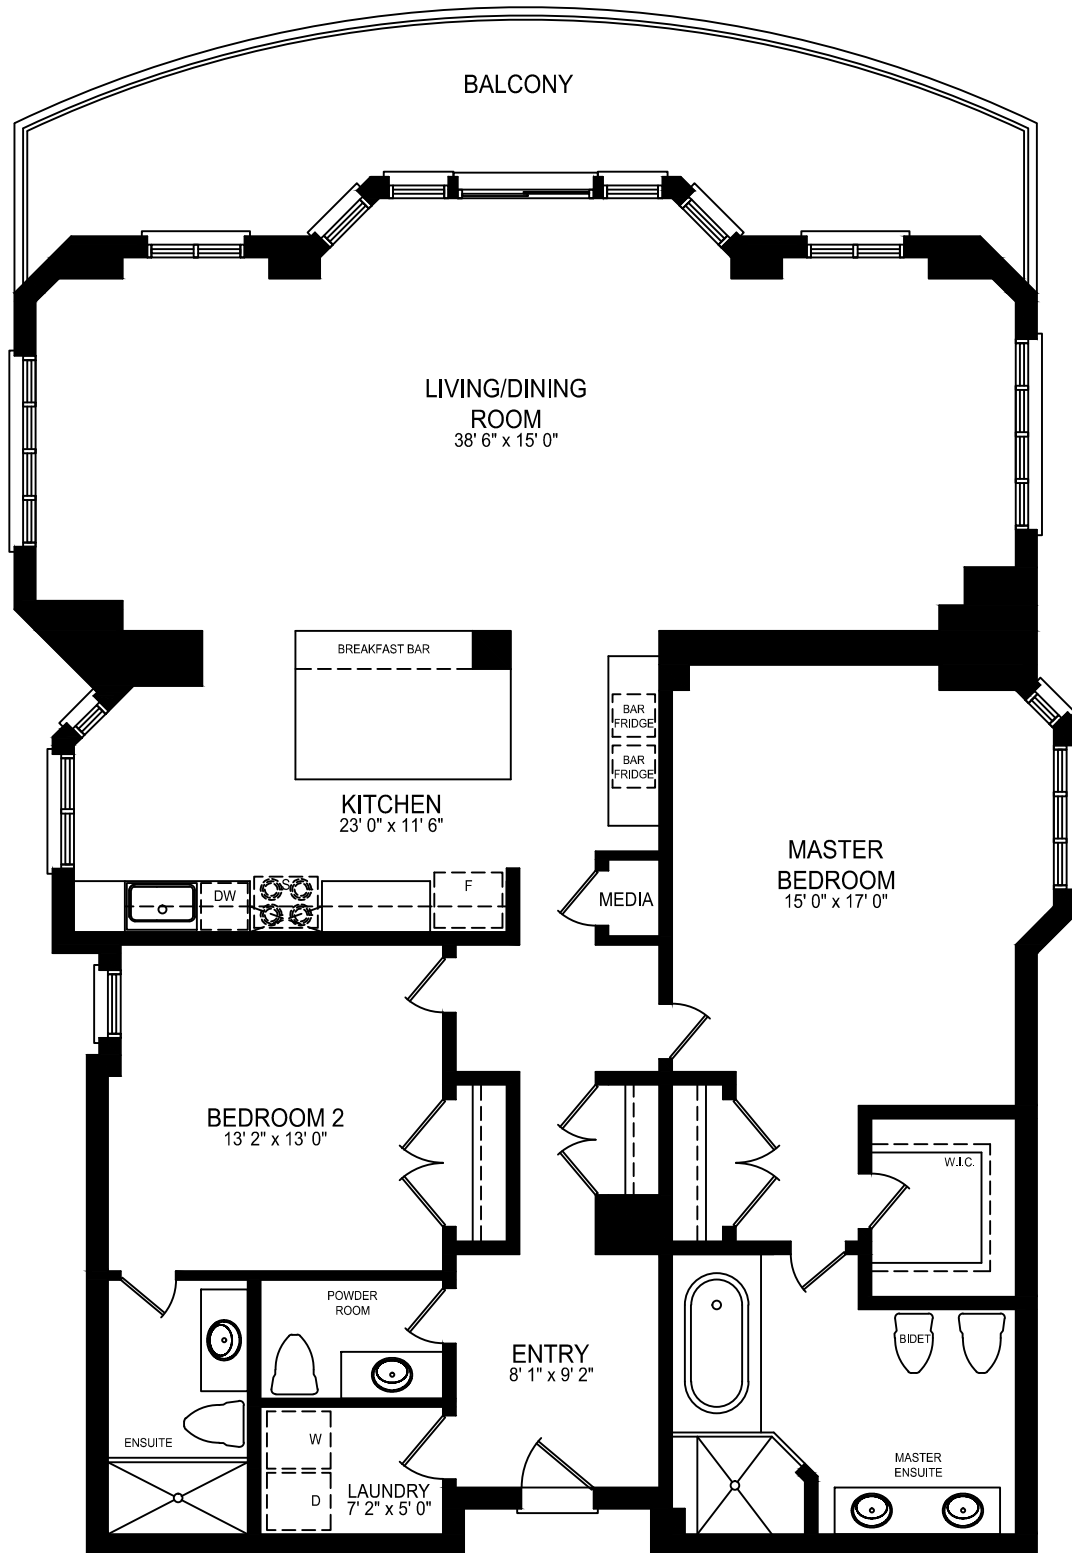 BALCONY
LIVING/DINING
ROOM
38' 6" x 15' 0"
BREAKFAST BAR
BAR
FRIDGE
BAR
FRIDGE
KITCHEN
23' 0" x 11' 6"
MASTER
BEDROOM
15' 0" x 17' 0"
DW
S
F
MEDIA
BEDROOM 2
13' 2" x 13' 0"
W.I.C.
POWDER
ROOM
ENTRY
8' 1" x 9' 2"
BIDET
ENSUITE
W
D
LAUNDRY
7' 2" x 5' 0"
MASTER
ENSUITE